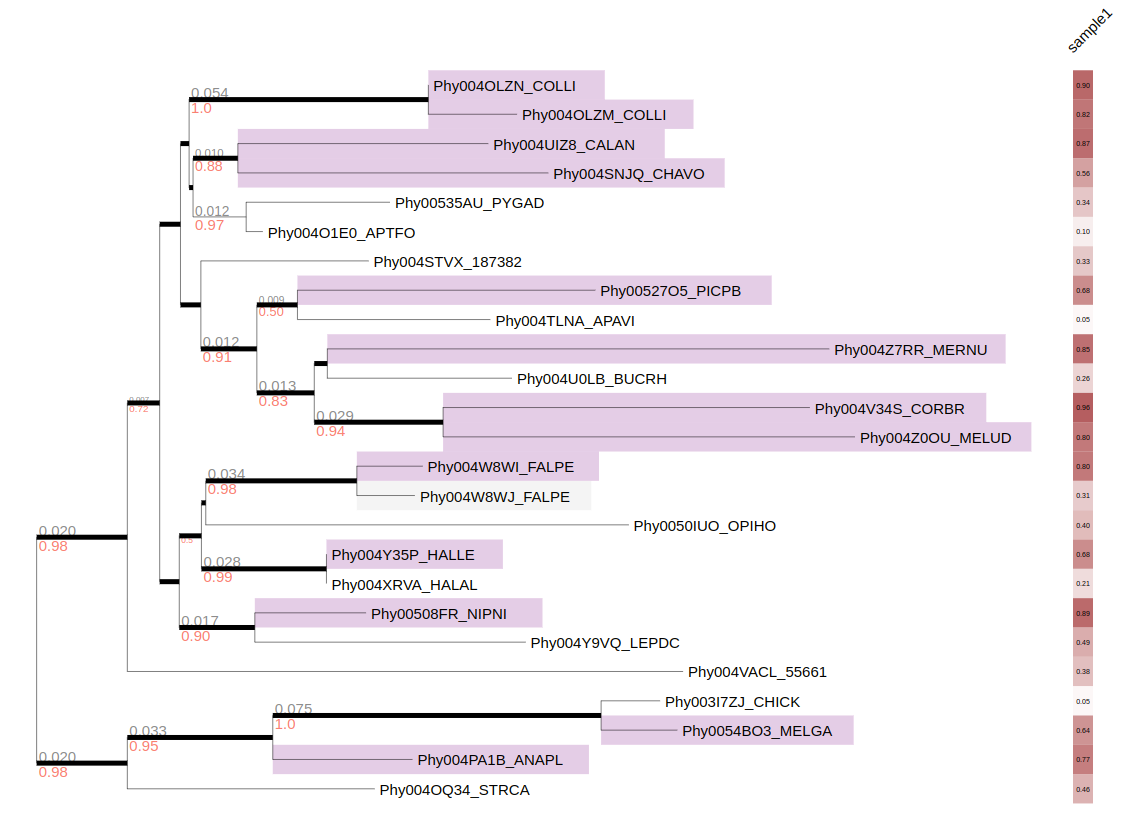 sample1
0.054
Phy004OLZN_COLLI
0.90
1.0
Phy004OLZM_COLLI
0.82
0.010
Phy004UIZ8_CALAN
0.87
0.88
Phy004SNJQ_CHAVO
0.56
0.012
Phy00535AU_PYGAD
0.34
0.97
Phy004O1E0_APTFO
0.10
Phy004STVX_187382
0.33
0.009
Phy00527O5_PICPB
0.68
0.50
Phy004TLNA_APAVI
0.05
0.012
Phy004Z7RR_MERNU
0.85
0.91
0.013
Phy004U0LB_BUCRH
0.26
0.83
0.72
0.029
Phy004V34S_CORBR
0.96
0.94
Phy004Z0OU_MELUD
0.80
0.034
Phy004W8WI_FALPE
0.80
0.98
Phy004W8WJ_FALPE
0.31
0.020
Phy0050IUO_OPIHO
0.40
0.98
0.5
0.028
Phy004Y35P_HALLE
0.68
0.99
Phy004XRVA_HALAL
0.21
0.017
Phy00508FR_NIPNI
0.89
0.90
Phy004Y9VQ_LEPDC
0.49
Phy004VACL_55661
0.38
0.075
Phy003I7ZJ_CHICK
0.05
1.0
0.033
Phy0054BO3_MELGA
0.64
0.95
0.020
Phy004PA1B_ANAPL
0.77
0.98
Phy004OQ34_STRCA
0.46